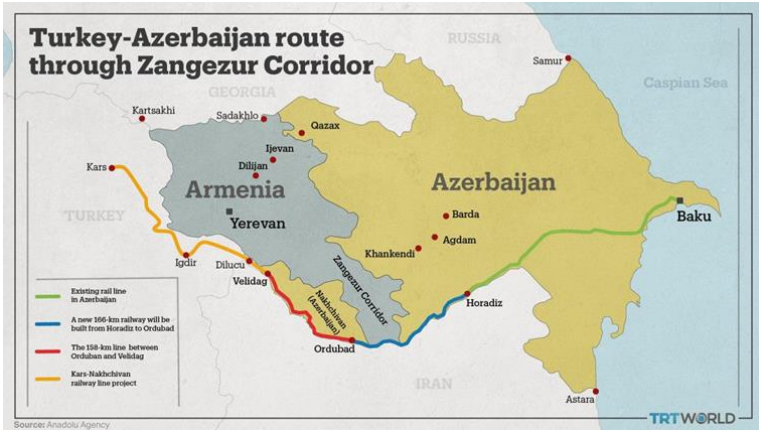 Turkey-Azerbaijan route
through Zangezur Corridor
RUSSIA
Samur
Caspian Sea
GEORGIA
Kartsakhi
Sadakhlo
Qazax
Ijevan
Kars
Dilijan
Armenia
Azerbaijan
TURKEY
Yerevan
Barda
Baku
Agdam
Khankendi
Igdir
Dilucu
Velidag
Zangezur Corridor
Nakhchivan
(Azerbaijan)
Horadiz
Ordubad
IRAN
Astara
Existing rail line
in Azerbaijan
A new 166-km railway will be
built from Horadiz to Ordubad
The 158-km line between
Orduban and Velidag
Kars-Nakhchivan
railway line project
Source: Anadolu Agency
TRT WORLD